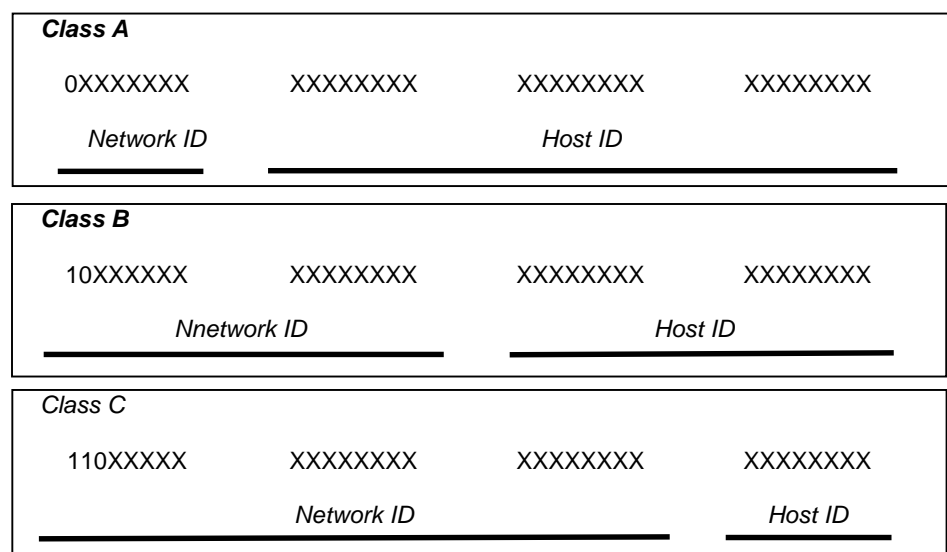 Class A
0XXXXXXX XXXXXXXX XXXXXXXX XXXXXXXX
Network ID Host ID
Class B
10XXXXXX XXXXXXXX XXXXXXXX XXXXXXXX
Nnetwork ID Host ID
Class C
110XXXXX XXXXXXXX XXXXXXXX XXXXXXXX
Network ID Host ID